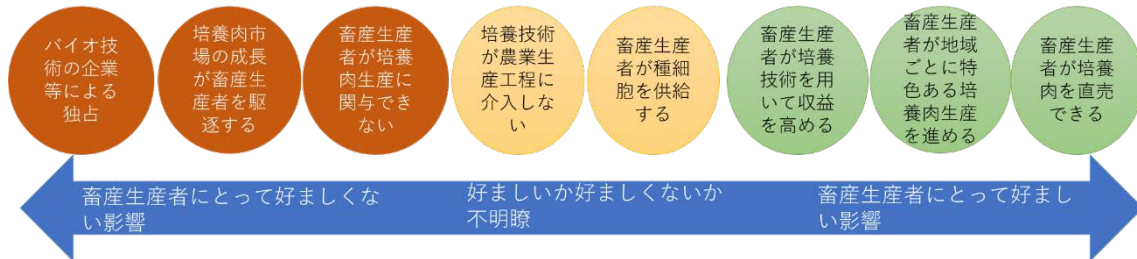 バイオ技
術の企業
等による
独占
培養肉市
場の成長
が畜産生
産者を駆
逐する
畜産生産
者が培養
肉生産に
関与でき
ない
培養技術
が農業生
産工程に
介入しな
い
畜産生産
者が種細
胞を供給
する
畜産生産
者が培養
技術を用
いて収益
を高める
畜産生産
者が地域
ごとに特
色ある培
養肉生産
を進める
畜産生産
者が培養
肉を直売
できる
畜産生産者にとって好ましくな
い影響
好ましいか好ましくないか
不明瞭
畜産生産者にとって好まし
い影響